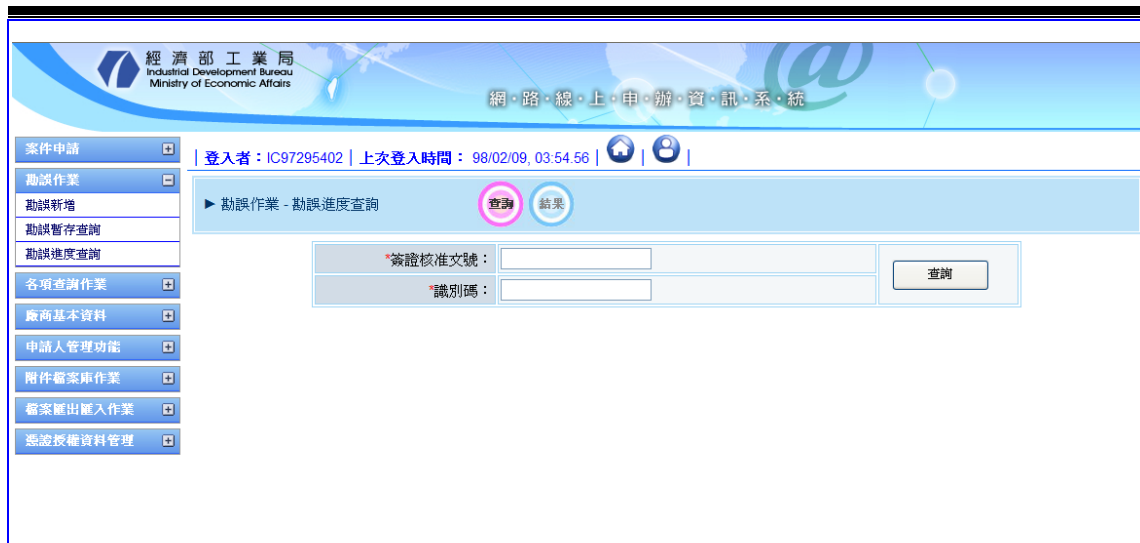 經濟部工業局
Industrial Development Bureau
Ministry of Economic Affairs
網‧路‧線‧上‧申‧辦‧資‧訊‧系‧統
案件申請
勘誤作業
勘誤新增
勘誤暫存查詢
勘誤進度查詢
各項查詢作業
廠商基本資料
申請人管理功能
附件檔案庫作業
檔案匯出匯入作業
憑證授權資料管理
| 登入者：IC97295402 | 上次登入時間： 98/02/09, 03:54.56 | | |
► 勘誤作業 - 勘誤進度查詢
查詢
結果
*簽證核准文號：
*識別碼：
查詢